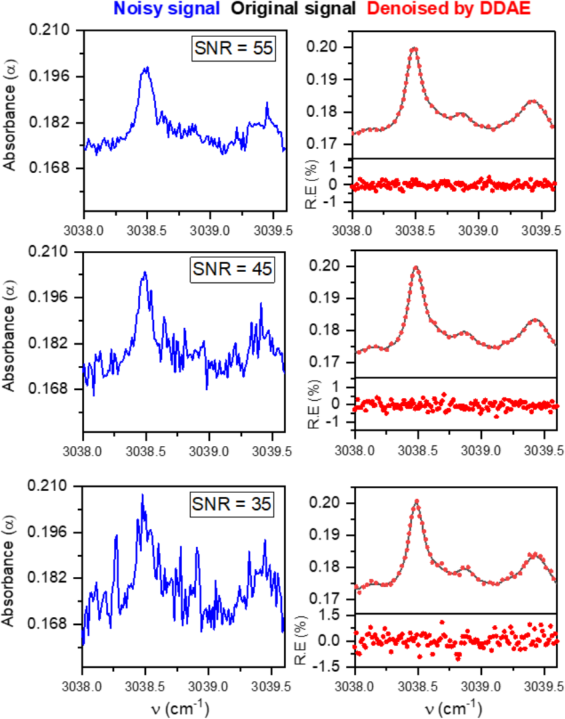 Noisy signal Original signal Denoised by DDAE
0.210
0.196
0.182
0.168
Absorbance (α)
SNR = 55
3038.0 3038.5 3039.0 3039.5
0.20
0.19
0.18
0.17
1
0
-1
R.E (%)
3038.0 3038.5 3039.0 3039.5
0.210
0.196
0.182
0.168
Absorbance (α)
SNR = 45
3038.0 3038.5 3039.0 3039.5
0.20
0.19
0.18
0.17
1
0
-1
R.E (%)
3038.0 3038.5 3039.0 3039.5
0.210
0.196
0.182
0.168
Absorbance (α)
SNR = 35
3038.0 3038.5 3039.0 3039.5
ν (cm⁻¹)
0.20
0.19
0.18
0.17
1.5
0.0
-1.5
R.E (%)
3038.0 3038.5 3039.0 3039.5
ν (cm⁻¹)